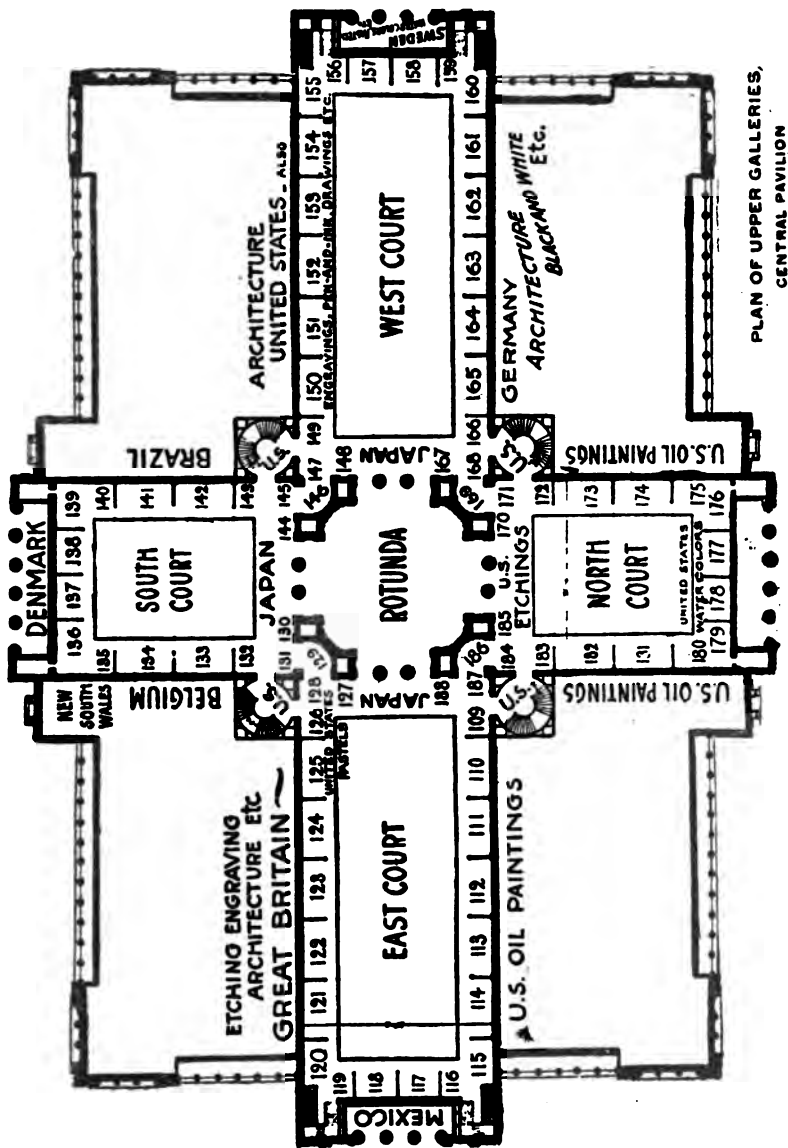 SWEDEN
155
156
157
158
159
160
154
153
152
151
150
149
147
148
ARCHITECTURE
UNITED STATES - ALSO
ENGRAVINGS, PEN-AND-INK, DRAWINGS ETC.
WEST COURT
161
162
163
164
165
166
167
168
GERMANY
ARCHITECTURE
BLACK AND WHITE
Etc.
PLAN OF UPPER GALLERIES,
CENTRAL PAVILION
BRAZIL
U.S.
JAPAN
U.S.
U.S. OIL PAINTINGS
DENMARK
139
138
137
136
140
141
142
143
145
144
146
SOUTH
COURT
135
134
133
132
131
130
129
JAPAN
ROTUNDA
169
170
171
172
173
174
175
176
177
178
179
180
131
182
183
184
185
186
U.S.
ETCHINGS
NORTH
COURT
UNITED STATES
WATER COLORS
NEW
SOUTH
WALES
BELGIUM
U.S.
JAPAN
U.S.
U.S. OIL PAINTINGS
128
127
126
125
UNITED STATES
PASTELS
124
123
122
121
120
119
118
117
116
115
114
113
112
111
110
109
187
188
ETCHING ENGRAVING
ARCHITECTURE Etc
GREAT BRITAIN
EAST COURT
U.S. OIL PAINTINGS
MEXICO